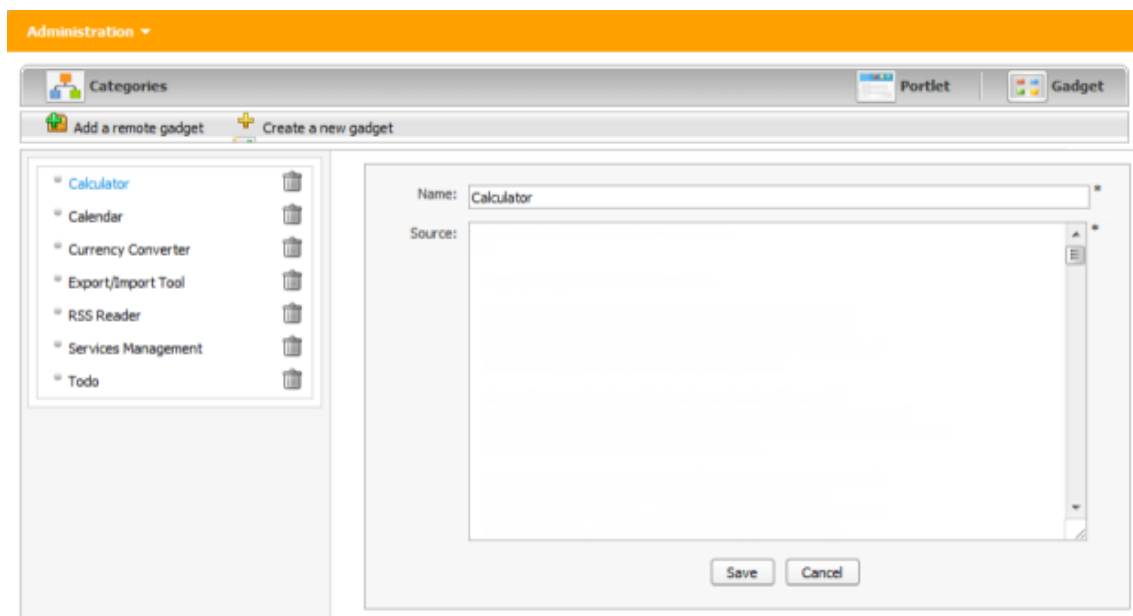 Administration
Categories Portlet Gadget
Add a remote gadget Create a new gadget
Calculator
Calendar
Currency Converter
Export/Import Tool
RSS Reader
Services Management
Todo
Name: Calculator *
Source: *
Save Cancel